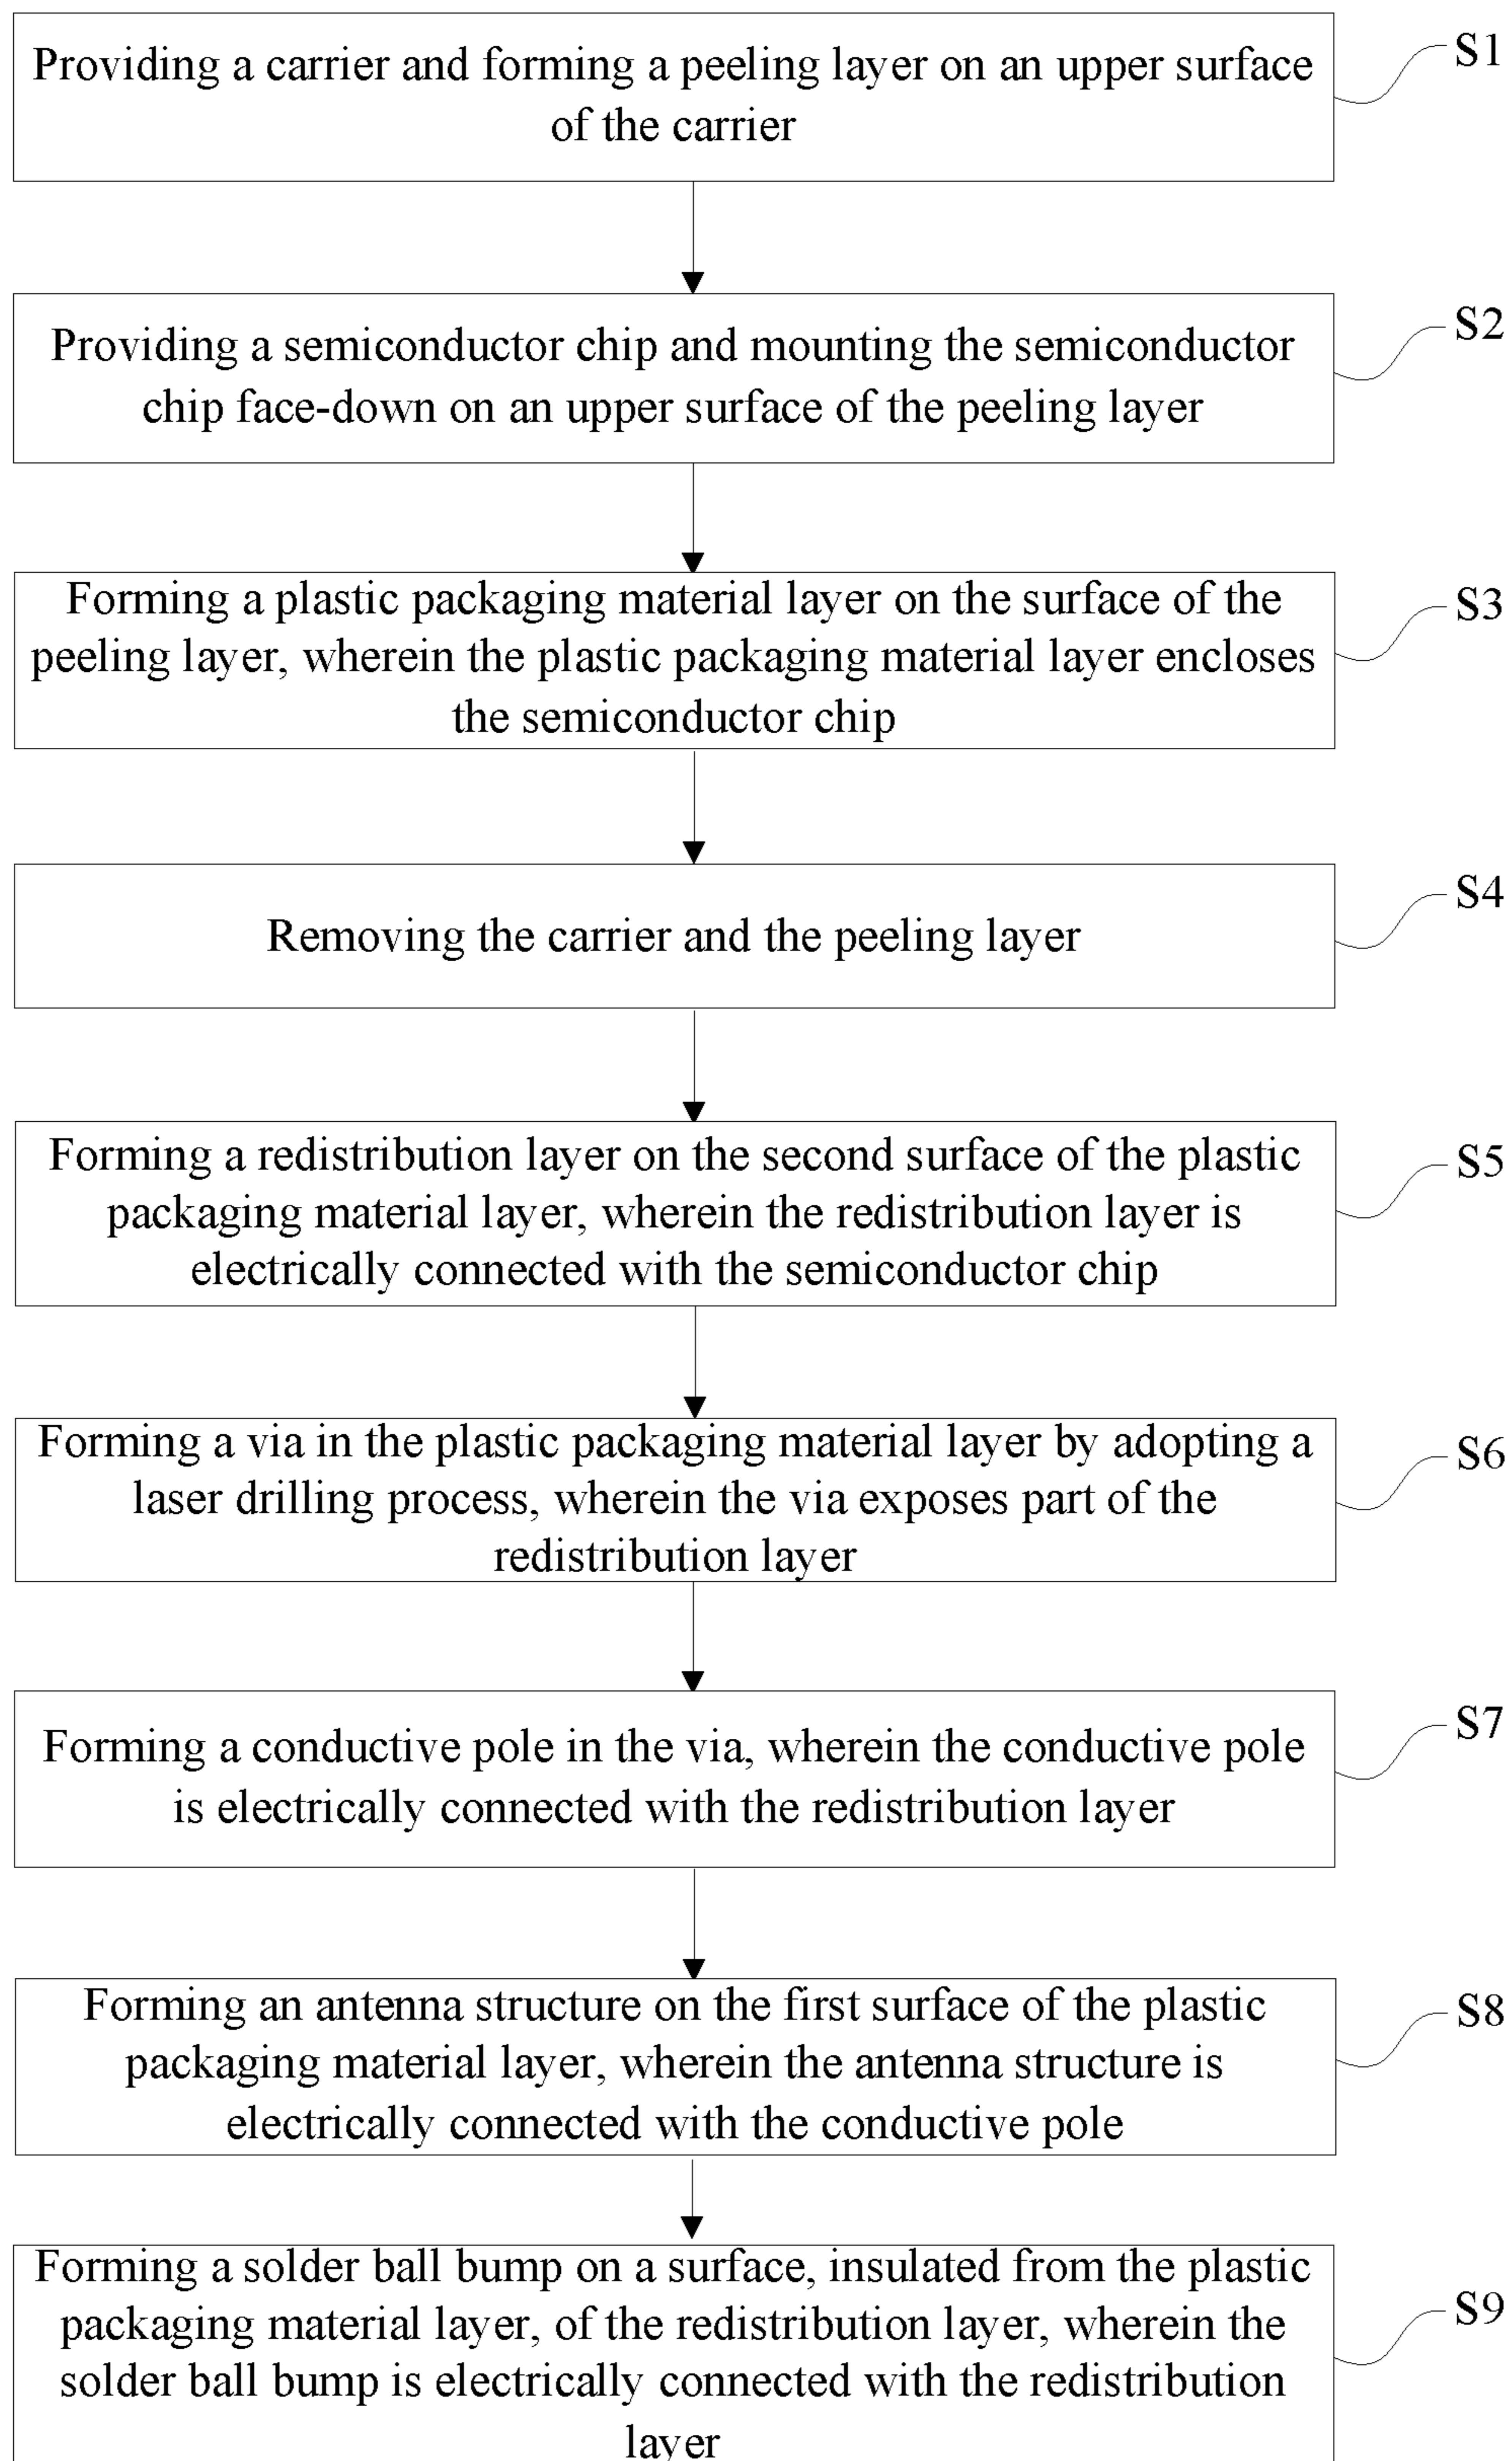 Providing a carrier and forming a peeling layer on an upper surface
of the carrier
S1
Providing a semiconductor chip and mounting the semiconductor
chip face-down on an upper surface of the peeling layer
S2
Forming a plastic packaging material layer on the surface of the
peeling layer, wherein the plastic packaging material layer encloses
the semiconductor chip
S3
Removing the carrier and the peeling layer
S4
Forming a redistribution layer on the second surface of the plastic
packaging material layer, wherein the redistribution layer is
electrically connected with the semiconductor chip
S5
Forming a via in the plastic packaging material layer by adopting a
laser drilling process, wherein the via exposes part of the
redistribution layer
S6
Forming a conductive pole in the via, wherein the conductive pole
is electrically connected with the redistribution layer
S7
Forming an antenna structure on the first surface of the plastic
packaging material layer, wherein the antenna structure is
electrically connected with the conductive pole
S8
Forming a solder ball bump on a surface, insulated from the plastic
packaging material layer, of the redistribution layer, wherein the
solder ball bump is electrically connected with the redistribution
layer
S9